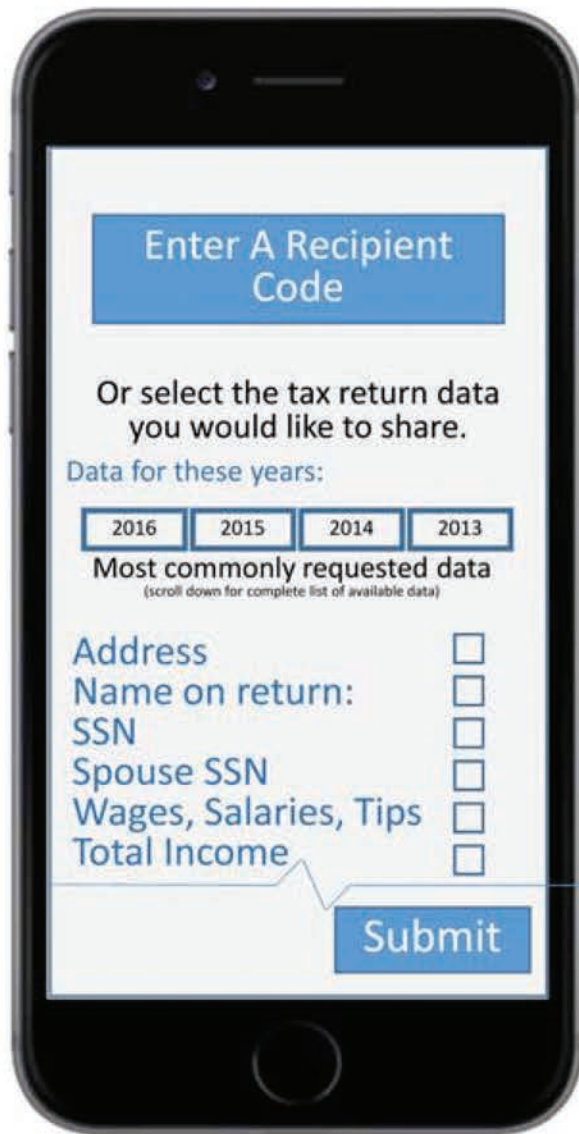 Enter A Recipient
Code
Or select the tax return data
you would like to share.
Data for these years:
2016 2015 2014 2013
Most commonly requested data
(scroll down for complete list of available data)
Address
Name on return:
SSN
Spouse SSN
Wages, Salaries, Tips
Total Income
Submit